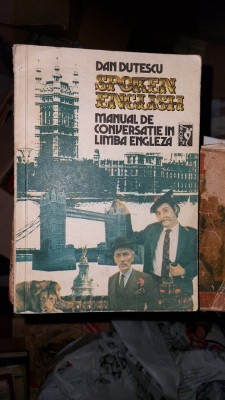 DAN DUTESCU
SPOKEN
ENGLISH
MANUAL DE
CONVERSATIE IN
LIMBA ENGLEZA